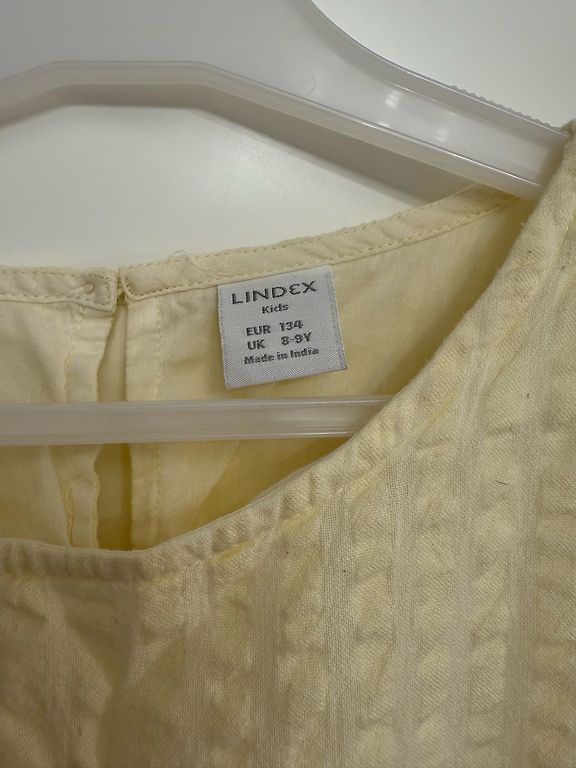 LINDEX
Kids
EUR 134
UK 8-9Y
Made in India